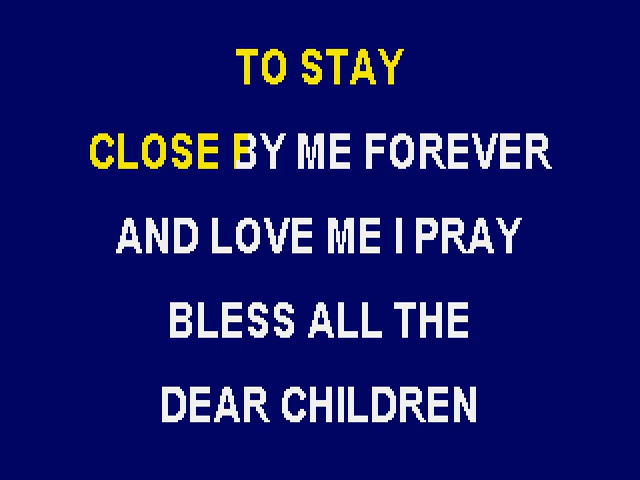 TO STAY
CLOSE BY ME FOREVER
AND LOVE ME I PRAY
BLESS ALL THE
DEAR CHILDREN